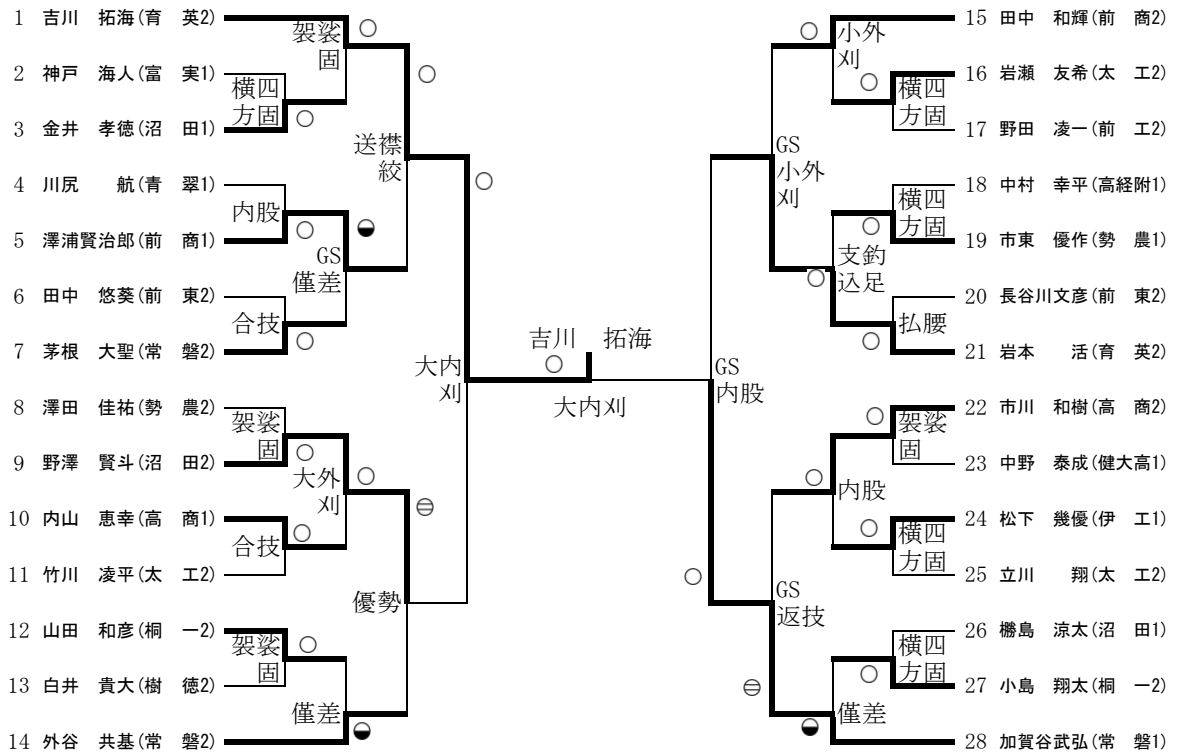 1 吉川 拓海(育 英2)
2 神戸 海人(富 実1)
3 金井 孝徳(沼 田1)
4 川尻 航(青 翠1)
5 澤浦賢治郎(前 商1)
6 田中 悠葵(前 東2)
7 茅根 大聖(常 磐2)
8 澤田 佳祐(勢 農2)
9 野澤 賢斗(沼 田2)
10 内山 恵幸(高 商1)
11 竹川 凌平(太 工2)
12 山田 和彦(桐 一2)
13 白井 貴大(樹 徳2)
14 外谷 共基(常 磐2)
横四
方固
内股
合技
袈裟
固
合技
袈裟
固
袈裟
固
GS
僅差
大外
刈
僅差
送襟
絞
優勢
大内
刈
吉川 拓海
大内刈
GS
内股
GS
小外
刈
GS
返技
小外
刈
支釣
込足
内股
僅差
横四
方固
横四
方固
払腰
袈裟
固
横四
方固
横四
方固
15 田中 和輝(前 商2)
16 岩瀬 友希(太 工2)
17 野田 凌一(前 工2)
18 中村 幸平(高経附1)
19 市東 優作(勢 農1)
20 長谷川文彦(前 東2)
21 岩本 活(育 英2)
22 市川 和樹(高 商2)
23 中野 泰成(健大高1)
24 松下 幾優(伊 工1)
25 立川 翔(太 工2)
26 橳島 涼太(沼 田1)
27 小島 翔太(桐 一2)
28 加賀谷武弘(常 磐1)